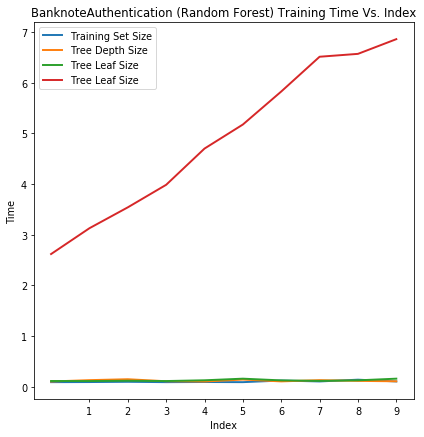 BanknoteAuthentication (Random Forest) Training Time Vs. Index
Training Set Size
Tree Depth Size
Tree Leaf Size
Tree Leaf Size
7
6
5
4
3
2
1
0
Time
1 2 3 4 5 6 7 8 9
Index